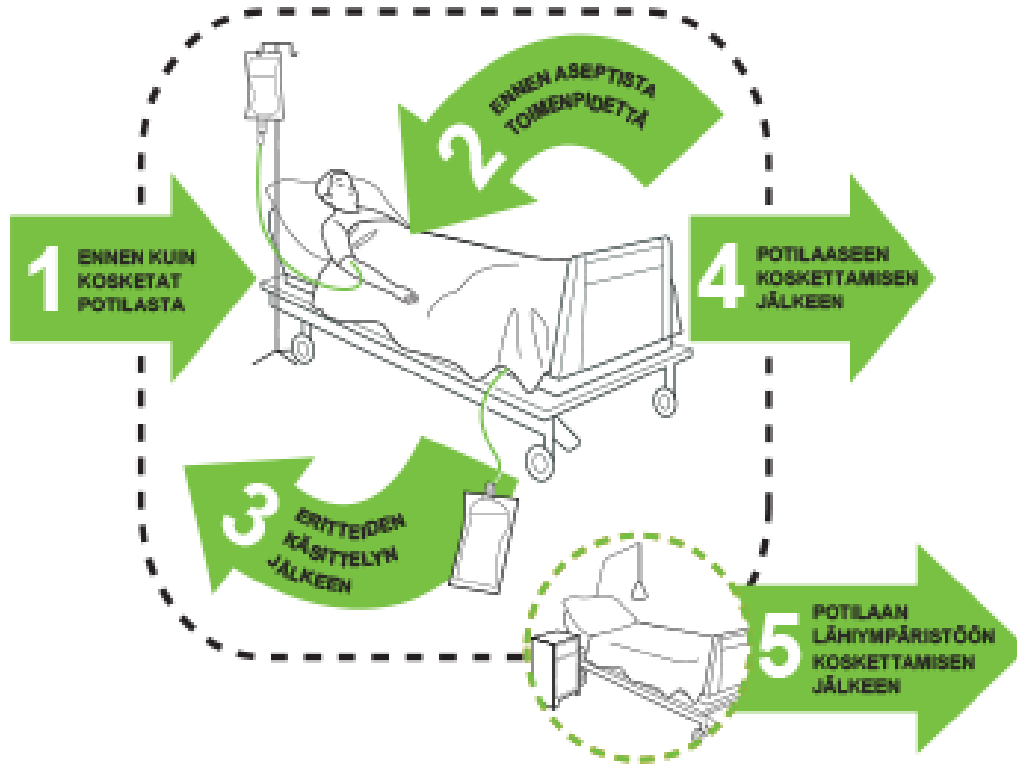 1
ENNEN KUIN
KOSKETAT
POTILASTA
2
ENNEN ASEPTISTA
TOIMENPIDETTÄ
3
ERITTEIDEN
KÄSITTELYN
JÄLKEEN
4
POTILAASEEN
KOSKETTAMISEN
JÄLKEEN
5
POTILAAN
LÄHIYMPÄRISTÖÖN
KOSKETTAMISEN
JÄLKEEN